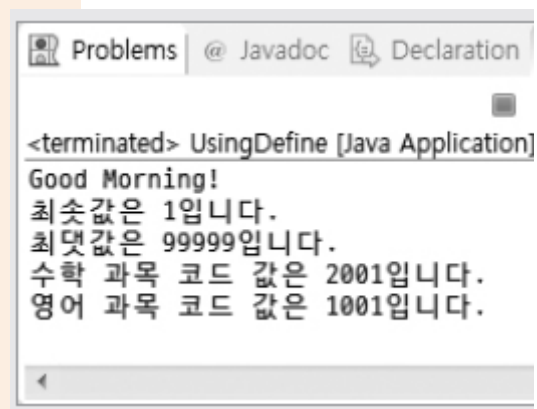 Problems @ Javadoc Declaration
<terminated> UsingDefine [Java Application]
Good Morning!
최솟값은 1입니다.
최댓값은 99999입니다.
수학 과목 코드 값은 2001입니다.
영어 과목 코드 값은 1001입니다.